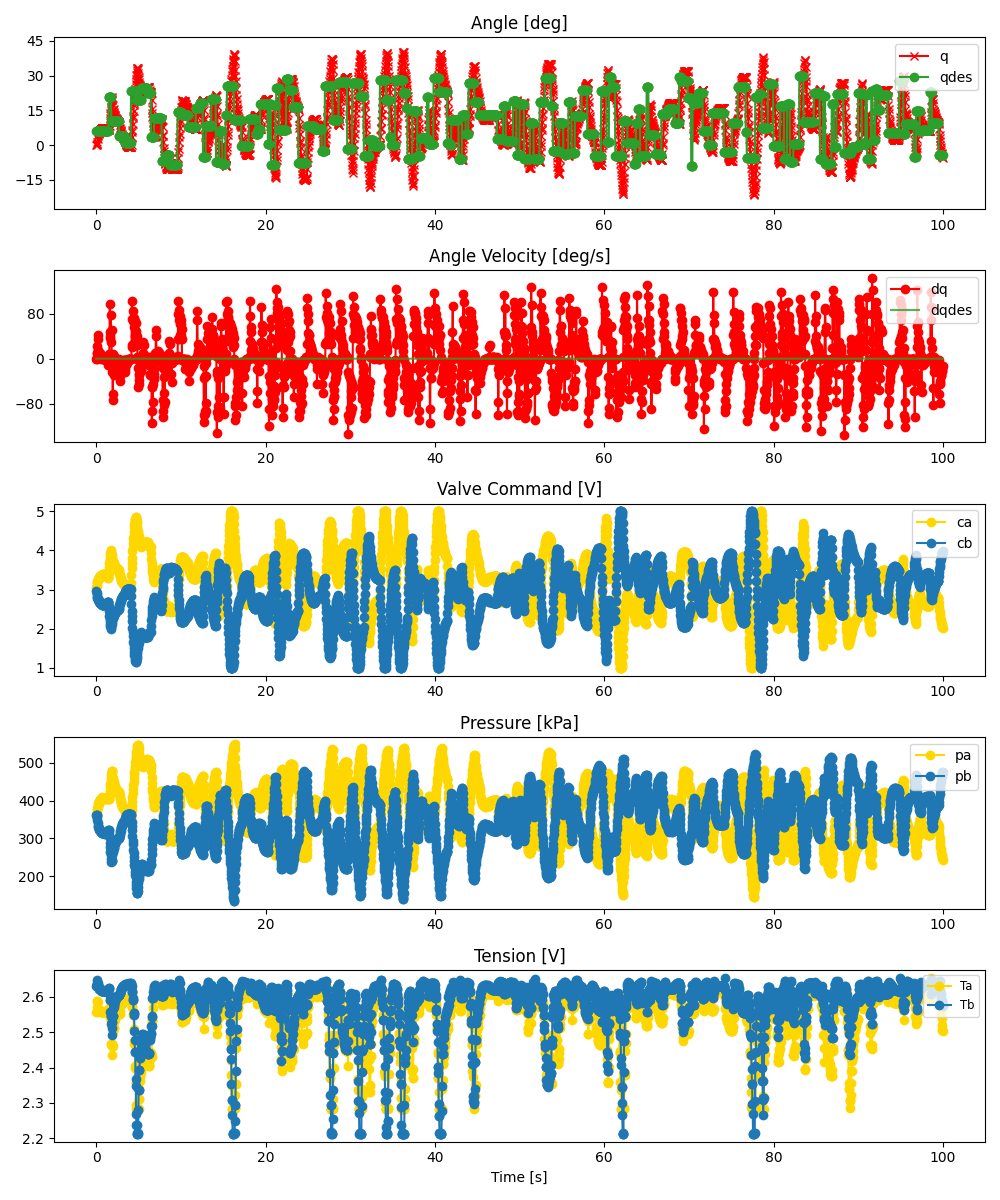 Angle [deg]
45
30
15
0
−15
q
qdes
0 20 40 60 80 100
Angle Velocity [deg/s]
80
0
−80
dq
dqdes
0 20 40 60 80 100
Valve Command [V]
5
4
3
2
1
ca
cb
0 20 40 60 80 100
Pressure [kPa]
500
400
300
200
pa
pb
0 20 40 60 80 100
Tension [V]
2.6
2.5
2.4
2.3
2.2
Ta
Tb
0 20 40 60 80 100
Time [s]